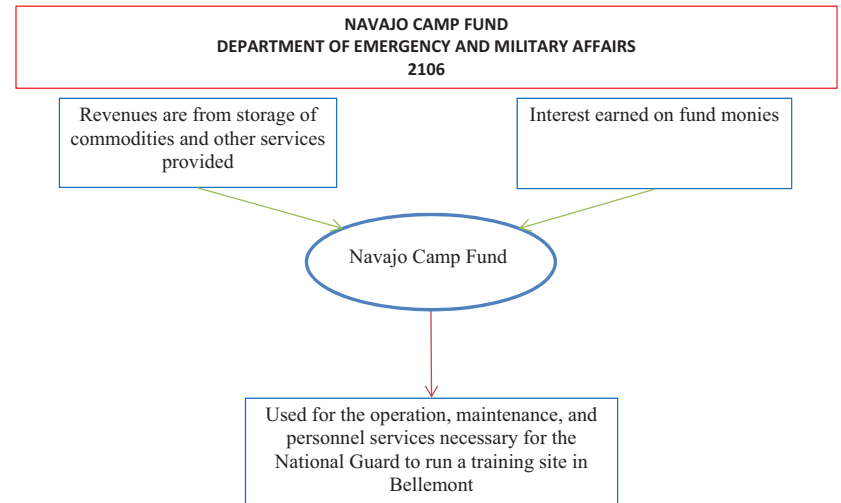 NAVAJO CAMP FUND
DEPARTMENT OF EMERGENCY AND MILITARY AFFAIRS
2106
Revenues are from storage of
commodities and other services
provided
Interest earned on fund monies
Navajo Camp Fund
Used for the operation, maintenance, and
personnel services necessary for the
National Guard to run a training site in
Bellemont